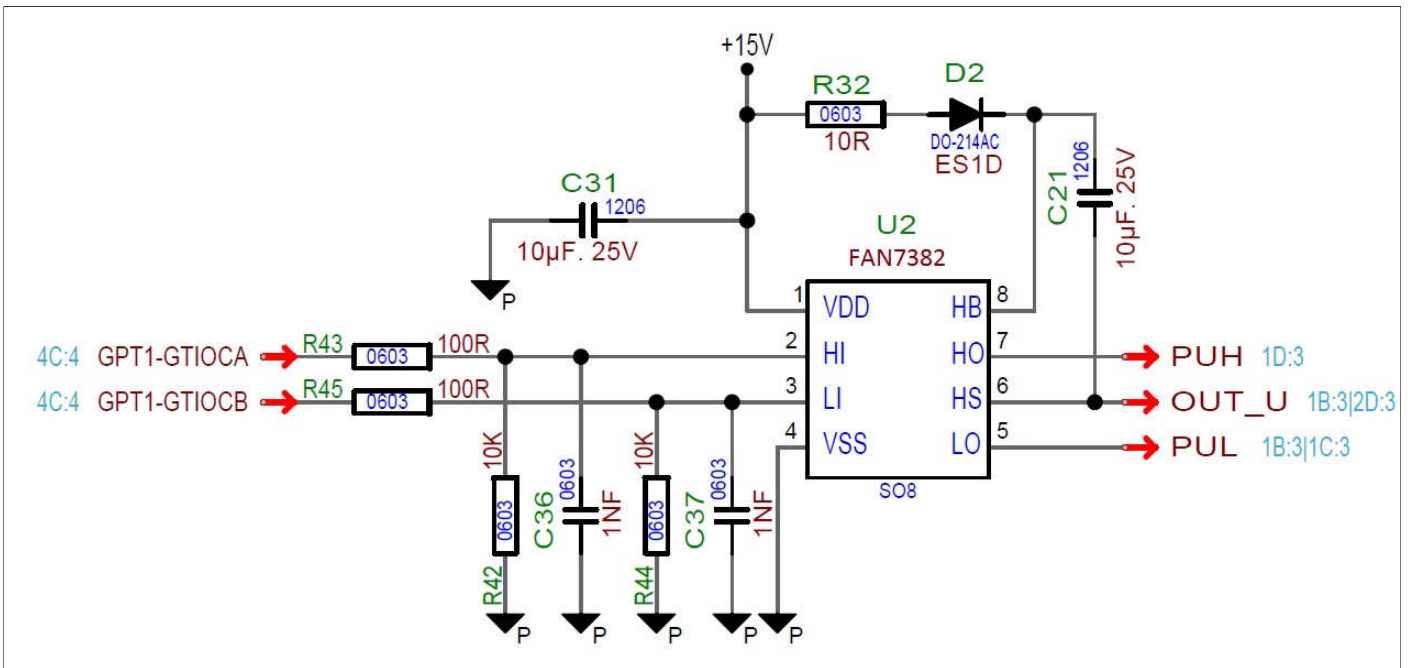 +15V
R32
0603
10R
D2
DO-214AC
ES1D
C21
1206
10µF. 25V
C31
1206
10µF. 25V
P
U2
FAN7382
1 VDD HB 8
2 HI HO 7
3 LI HS 6
4 VSS LO 5
SO8
4C:4 GPT1-GTIOCA R43 0603 100R
4C:4 GPT1-GTIOCB R45 0603 100R
PUH 1D:3
OUT_U 1B:3|2D:3
PUL 1B:3|1C:3
10K
0603
R42
C36
0603
1NF
10K
0603
R44
C37
0603
1NF
P
P
P
P
P